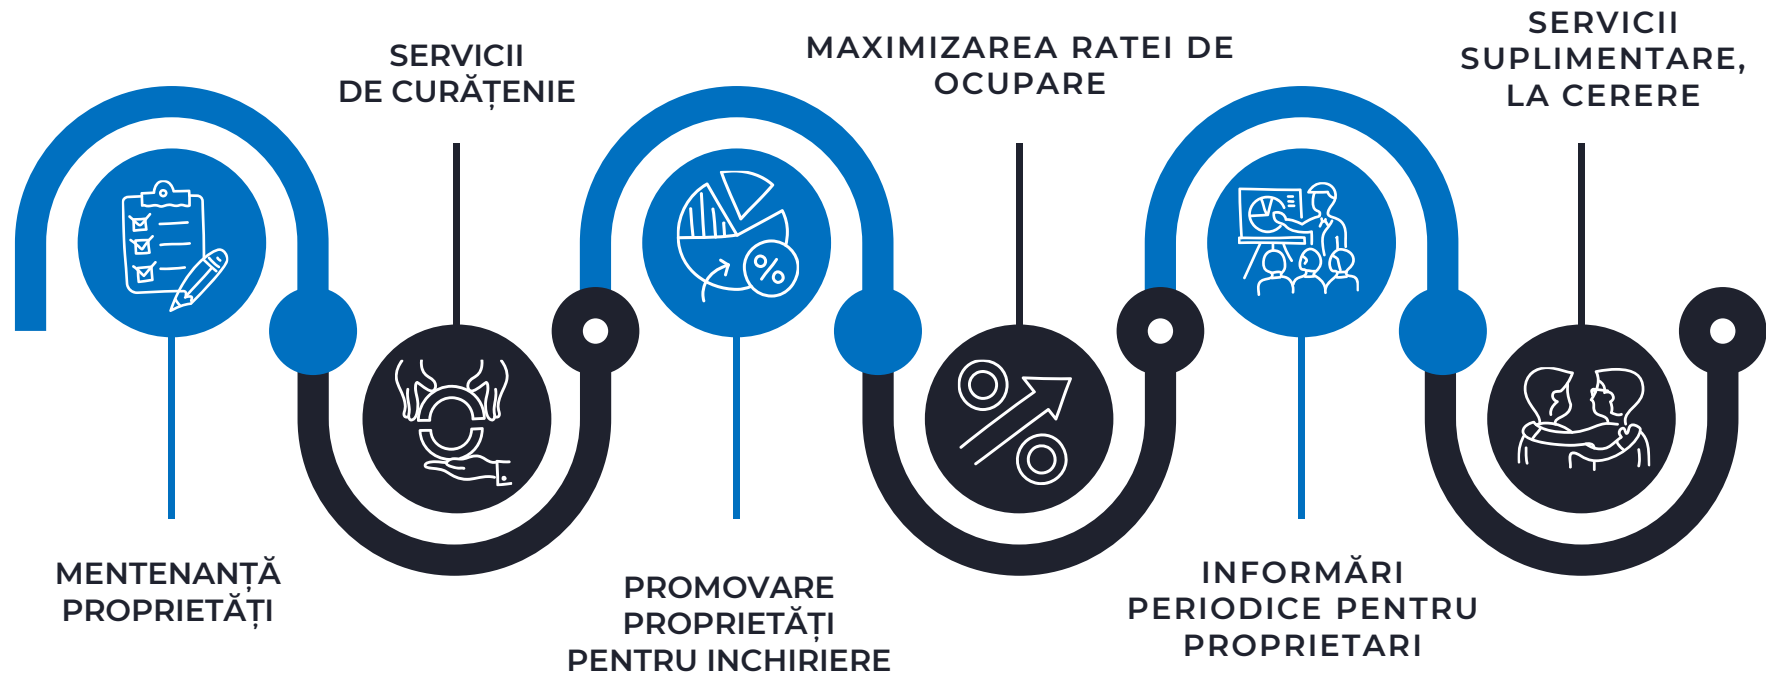 MENTENANȚĂ
PROPRIETĂȚI
SERVICII
DE CURĂȚENIE
PROMOVARE
PROPRIETĂȚI
PENTRU INCHIRIERE
MAXIMIZAREA RATEI DE
OCUPARE
INFORMĂRI
PERIODICE PENTRU
PROPRIETARI
SERVICII
SUPLIMENTARE,
LA CERERE